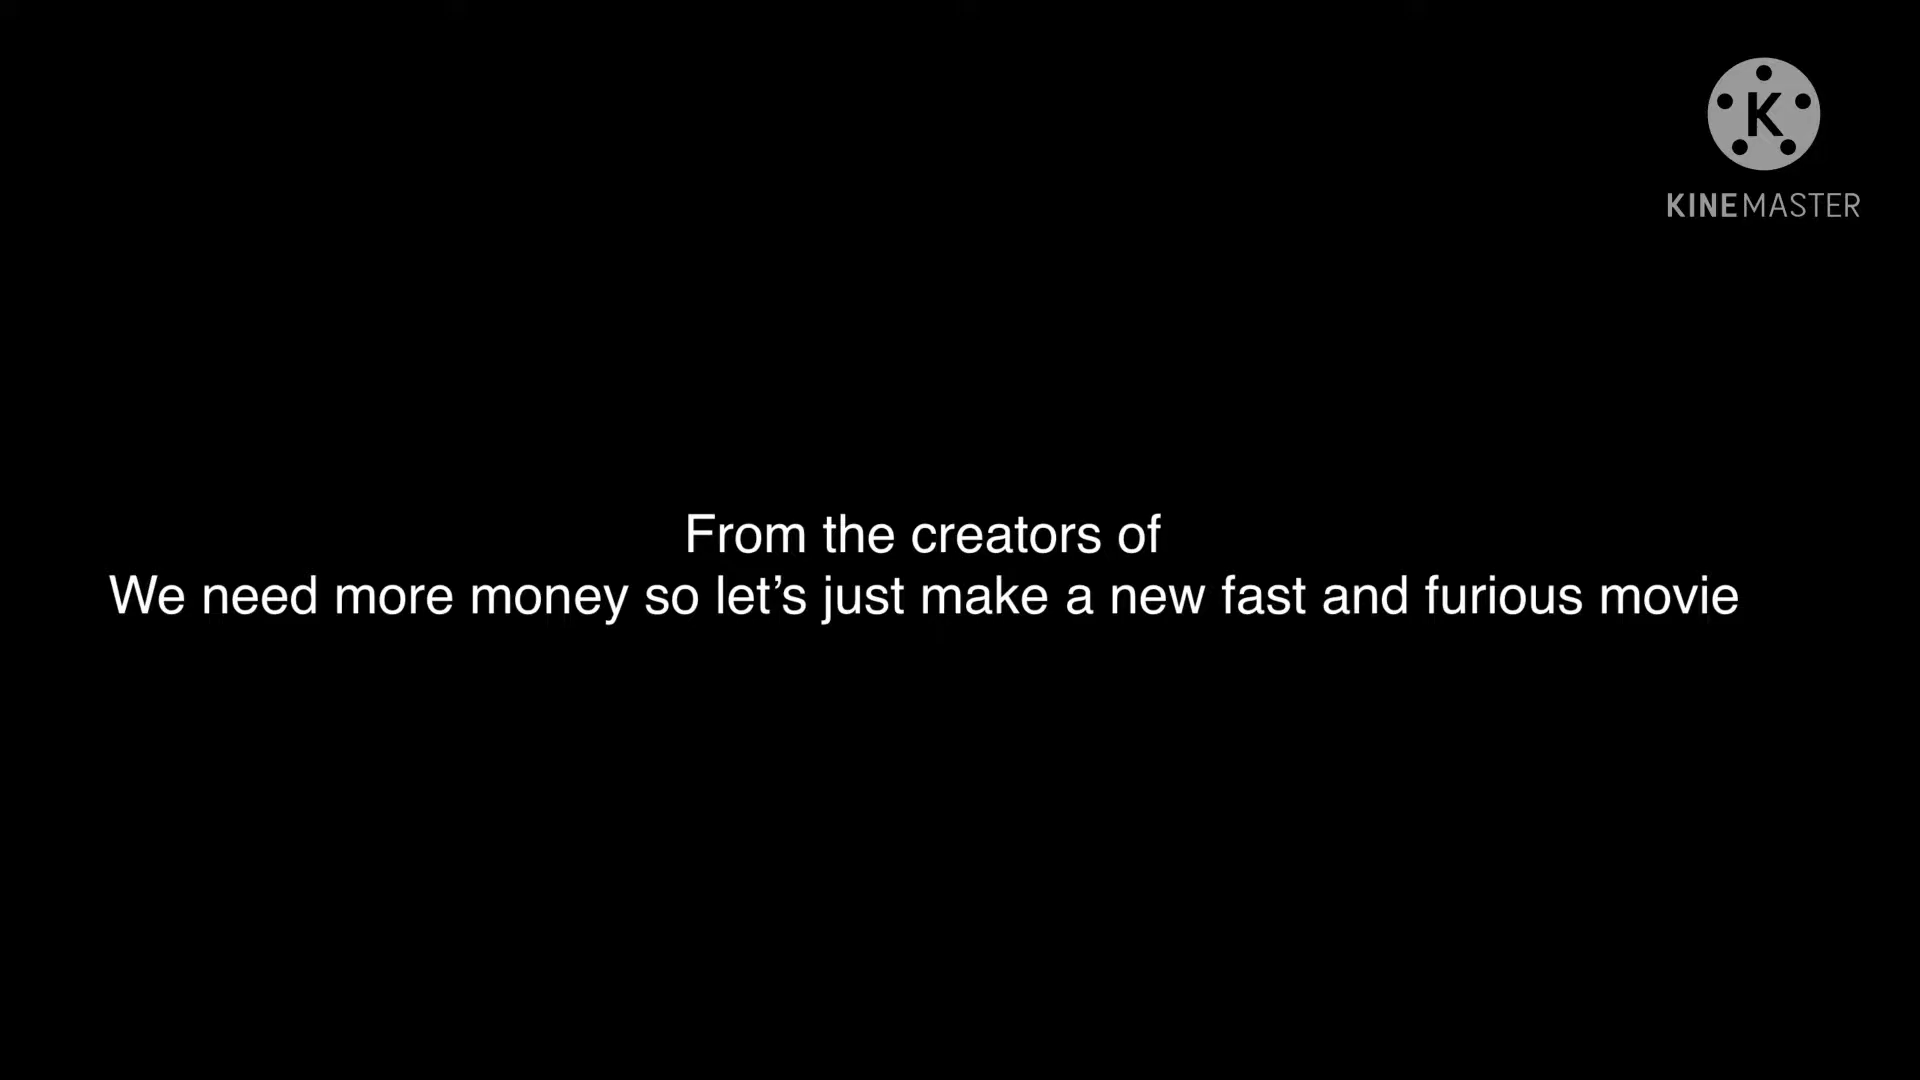 K
KINEMASTER
From the creators of
We need more money so let’s just make a new fast and furious movie